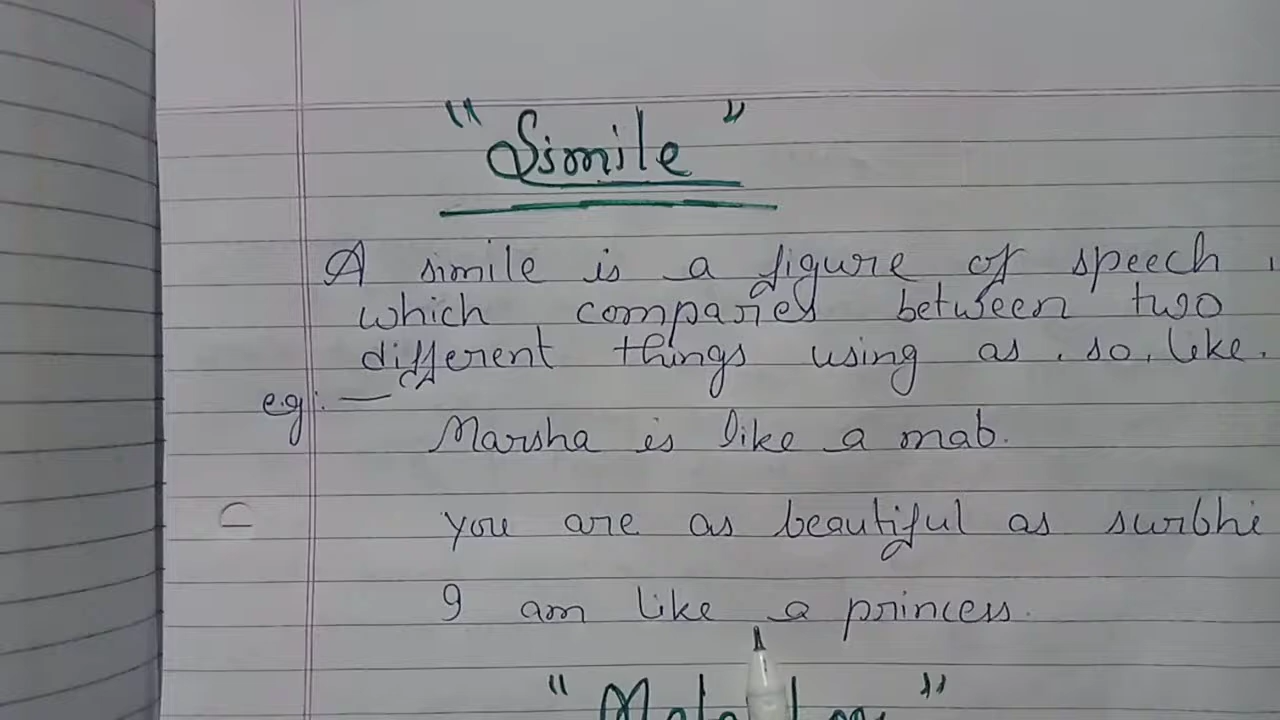 "Simile"
A simile is a figure of speech,
which comparies between two
different things using as, so, like.
eg: —
Marsha is like a mab.
you are as beautiful as surbhi
I am like a princess.